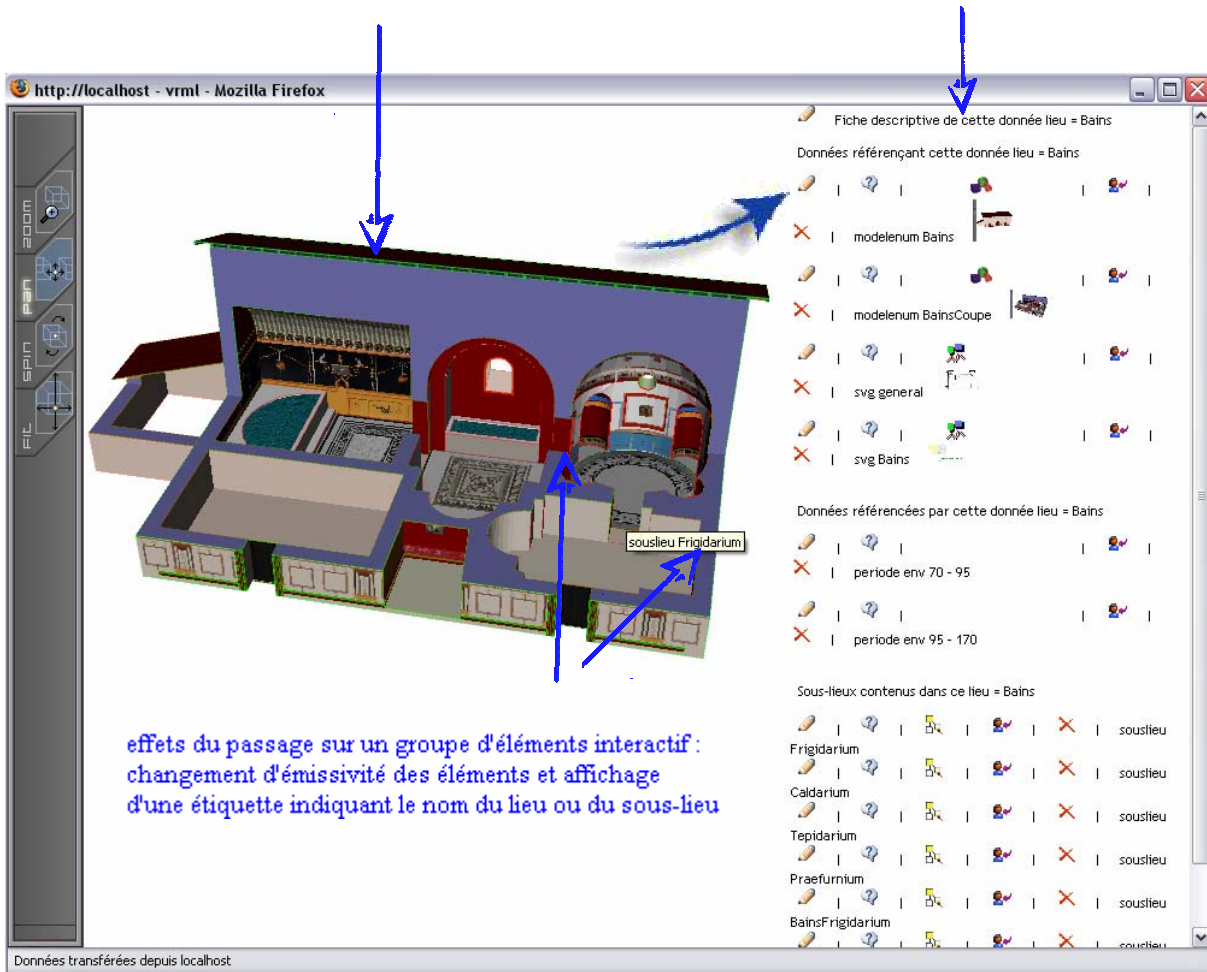 http://localhost - vrml - Mozilla Firefox
zoom
pan
spin
fit
Fiche descriptive de cette donnée lieu = Bains
Données référençant cette donnée lieu = Bains
| | | |
| modelenum Bains
| | | |
| modelenum BainsCoupe
| | | |
| svg general
| | | |
| svg Bains
Données référencées par cette donnée lieu = Bains
| | | |
| periode env 70 - 95
| | | |
| periode env 95 - 170
Sous-lieux contenus dans ce lieu = Bains
| | | | | souslieu
Frigidarium
| | | | | souslieu
Caldarium
| | | | | souslieu
Tepidarium
| | | | | souslieu
Praefurnium
| | | | | souslieu
BainsFrigidarium
| | | | | souslieu
souslieu Frigidarium
effets du passage sur un groupe d'éléments interactif :
changement d'émissivité des éléments et affichage
d'une étiquette indiquant le nom du lieu ou du sous-lieu
Données transférées depuis localhost